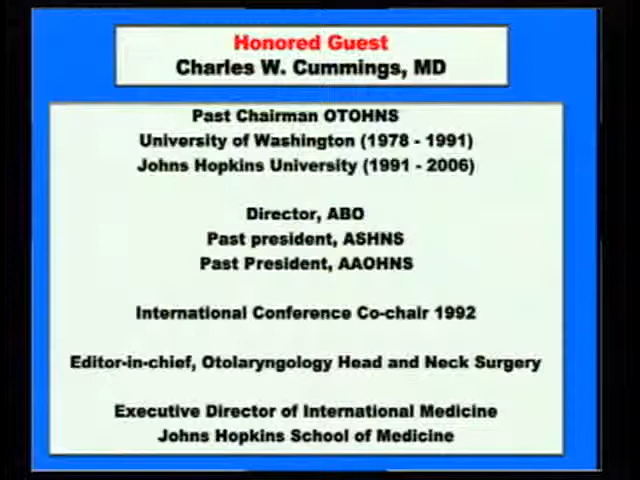 Honored Guest
Charles W. Cummings, MD
Past Chairman OTOHNS
University of Washington (1978 - 1991)
Johns Hopkins University (1991 - 2006)
Director, ABO
Past president, ASHNS
Past President, AAOHNS
International Conference Co-chair 1992
Editor-in-chief, Otolaryngology Head and Neck Surgery
Executive Director of International Medicine
Johns Hopkins School of Medicine